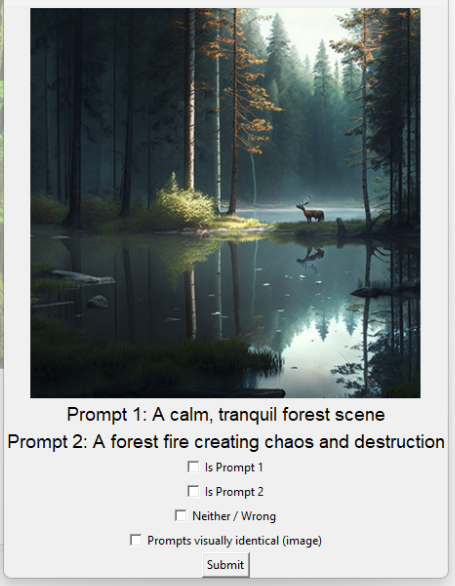 Prompt 1: A calm, tranquil forest scene
Prompt 2: A forest fire creating chaos and destruction
Is Prompt 1
Is Prompt 2
Neither / Wrong
Prompts visually identical (image)
Submit